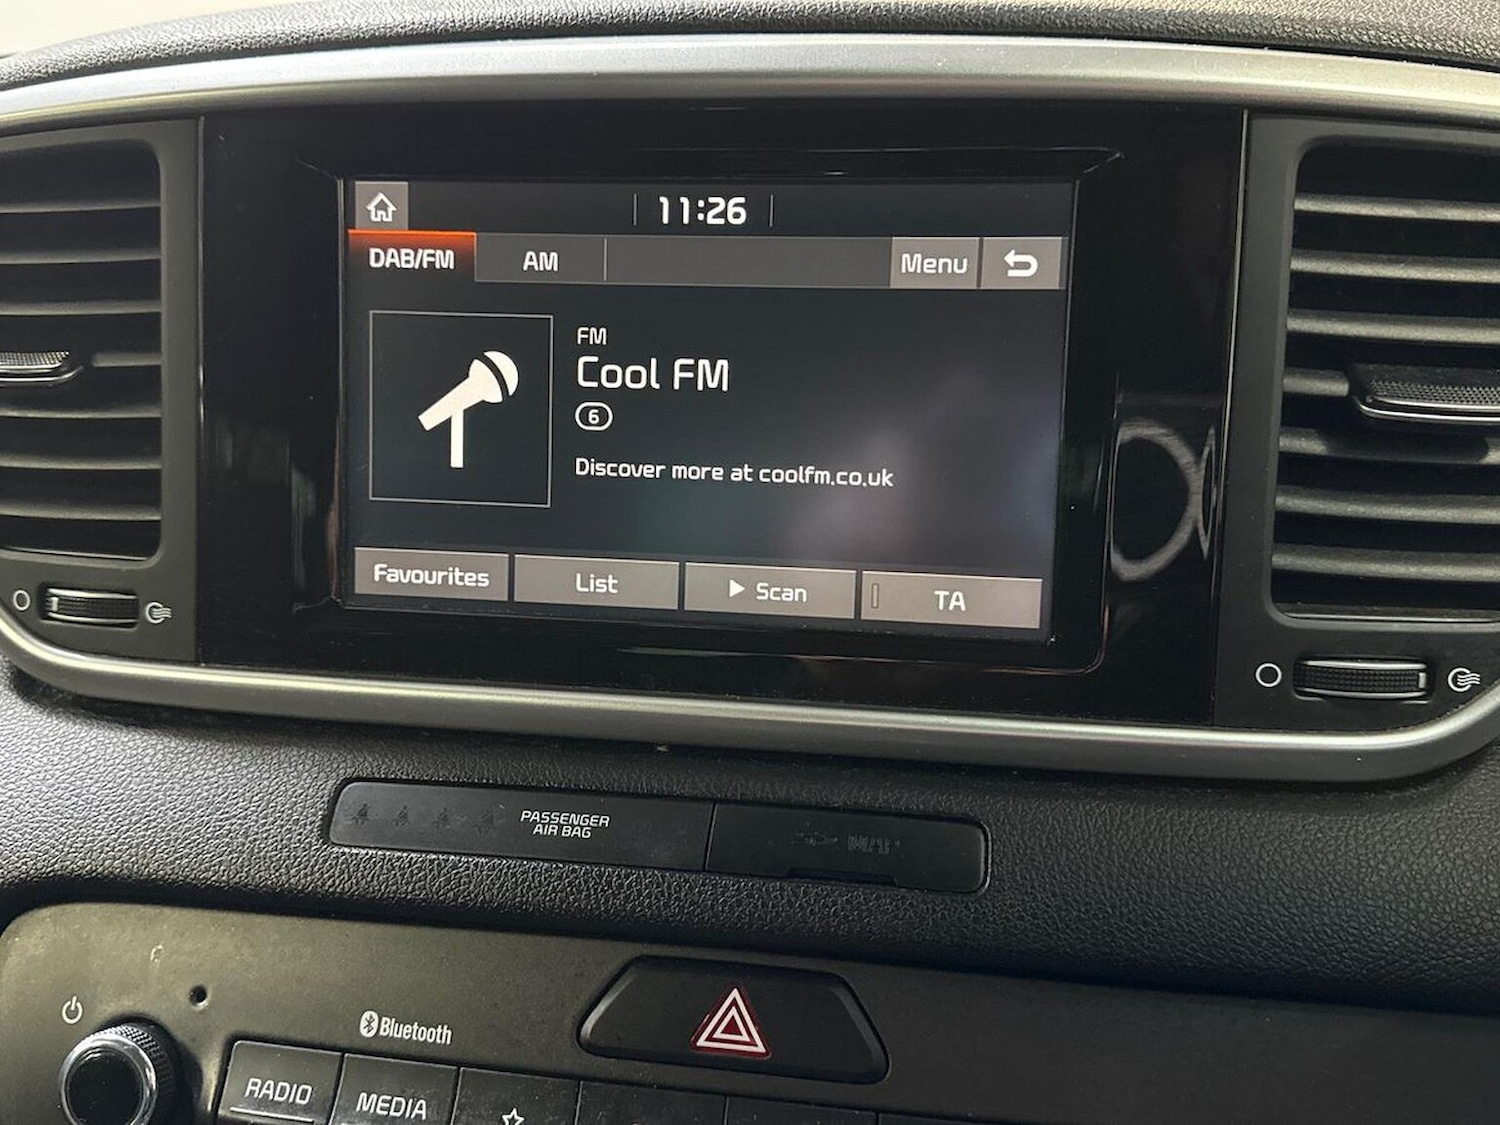 11:26
DAB/FM
AM
Menu
FM
Cool FM
6
Discover more at coolfm.co.uk
Favourites
List
Scan
TA
PASSENGER
AIR BAG
Bluetooth
RADIO
MEDIA